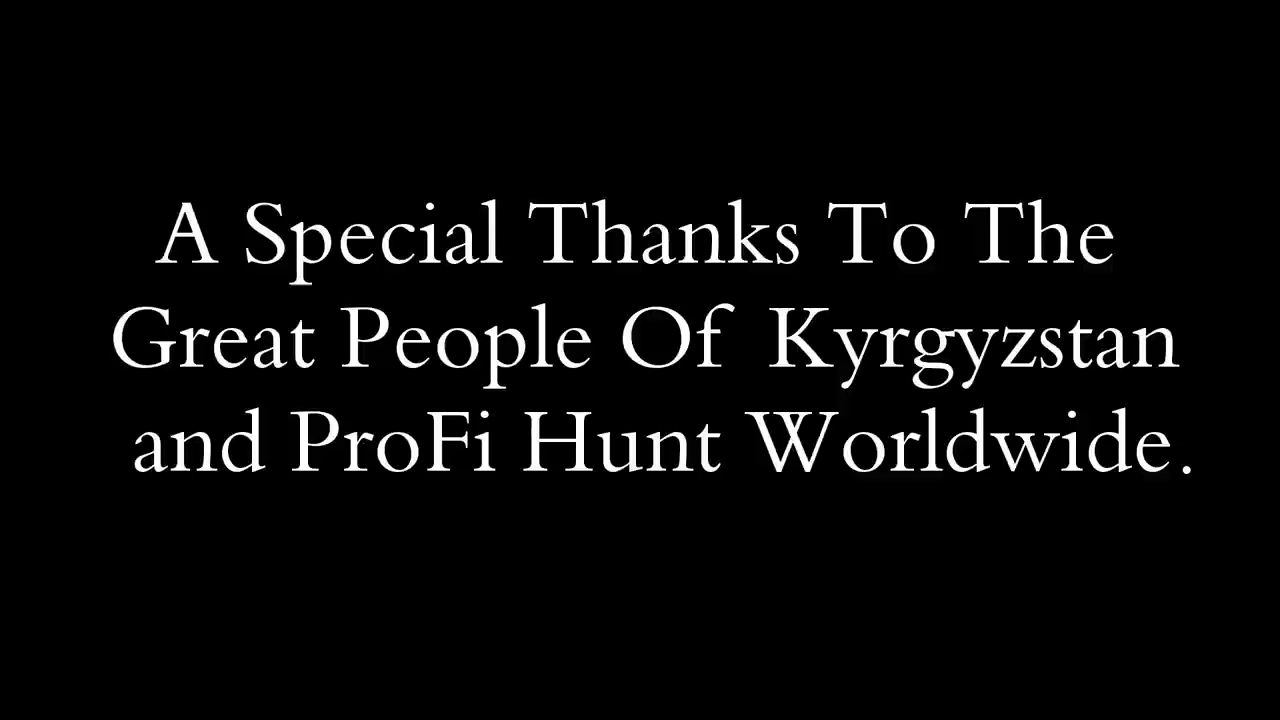 A Special Thanks To The
Great People Of Kyrgyzstan
and ProFi Hunt Worldwide.